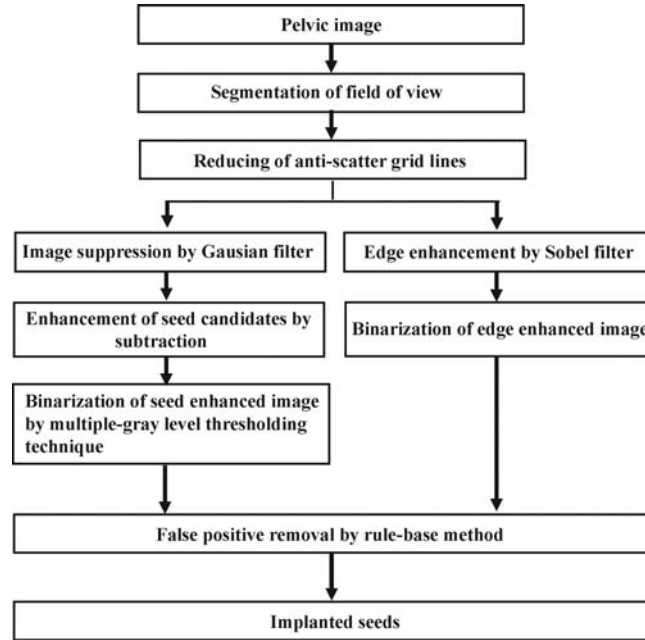 Pelvic image
Segmentation of field of view
Reducing of anti-scatter grid lines
Image suppression by Gausian filter
Edge enhancement by Sobel filter
Enhancement of seed candidates by
subtraction
Binarization of edge enhanced image
Binarization of seed enhanced image
by multiple-gray level thresholding
technique
False positive removal by rule-base method
Implanted seeds